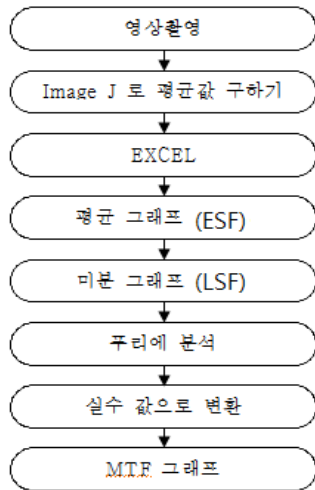 영상촬영
Image J 로 평균값 구하기
EXCEL
평균 그래프 (ESF)
미분 그래프 (LSF)
푸리에 분석
실수 값으로 변환
MTF 그래프